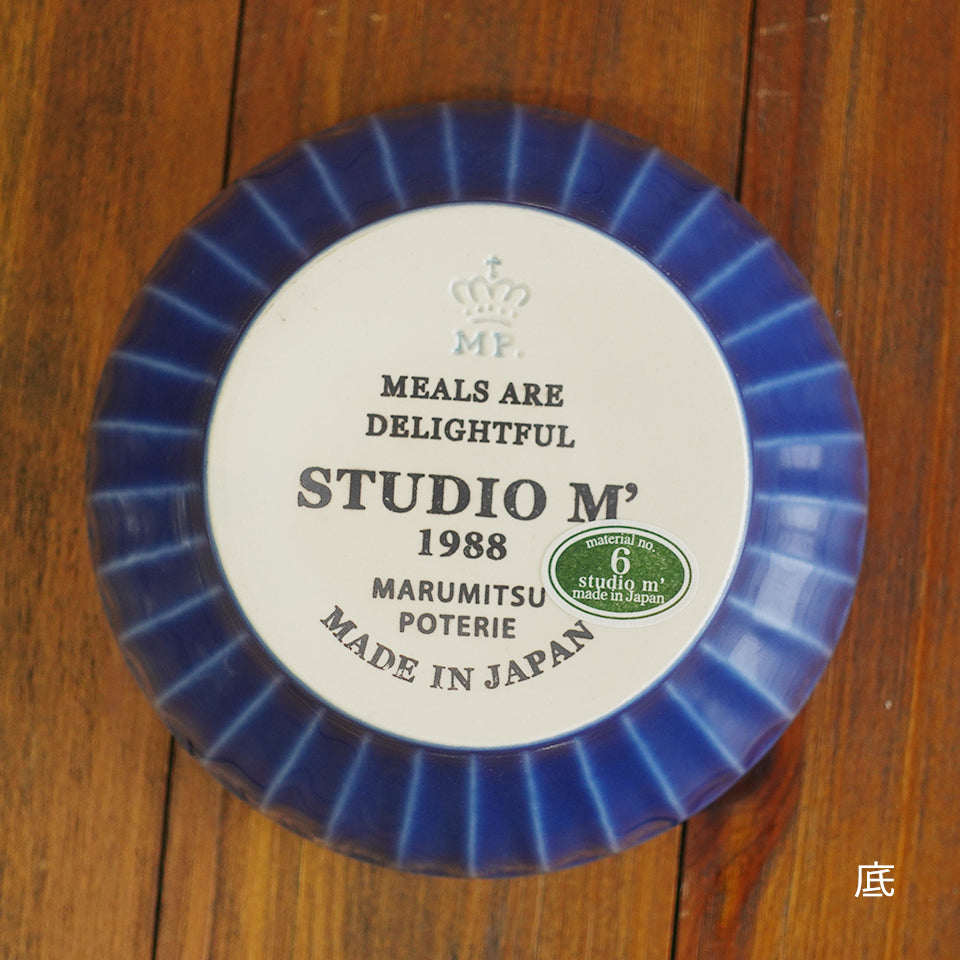 MP.
MEALS ARE
DELIGHTFUL
STUDIO M'
1988
MARUMITSU
POTERIE
MADE IN JAPAN
material no.
6
studio m'
made in Japan
底